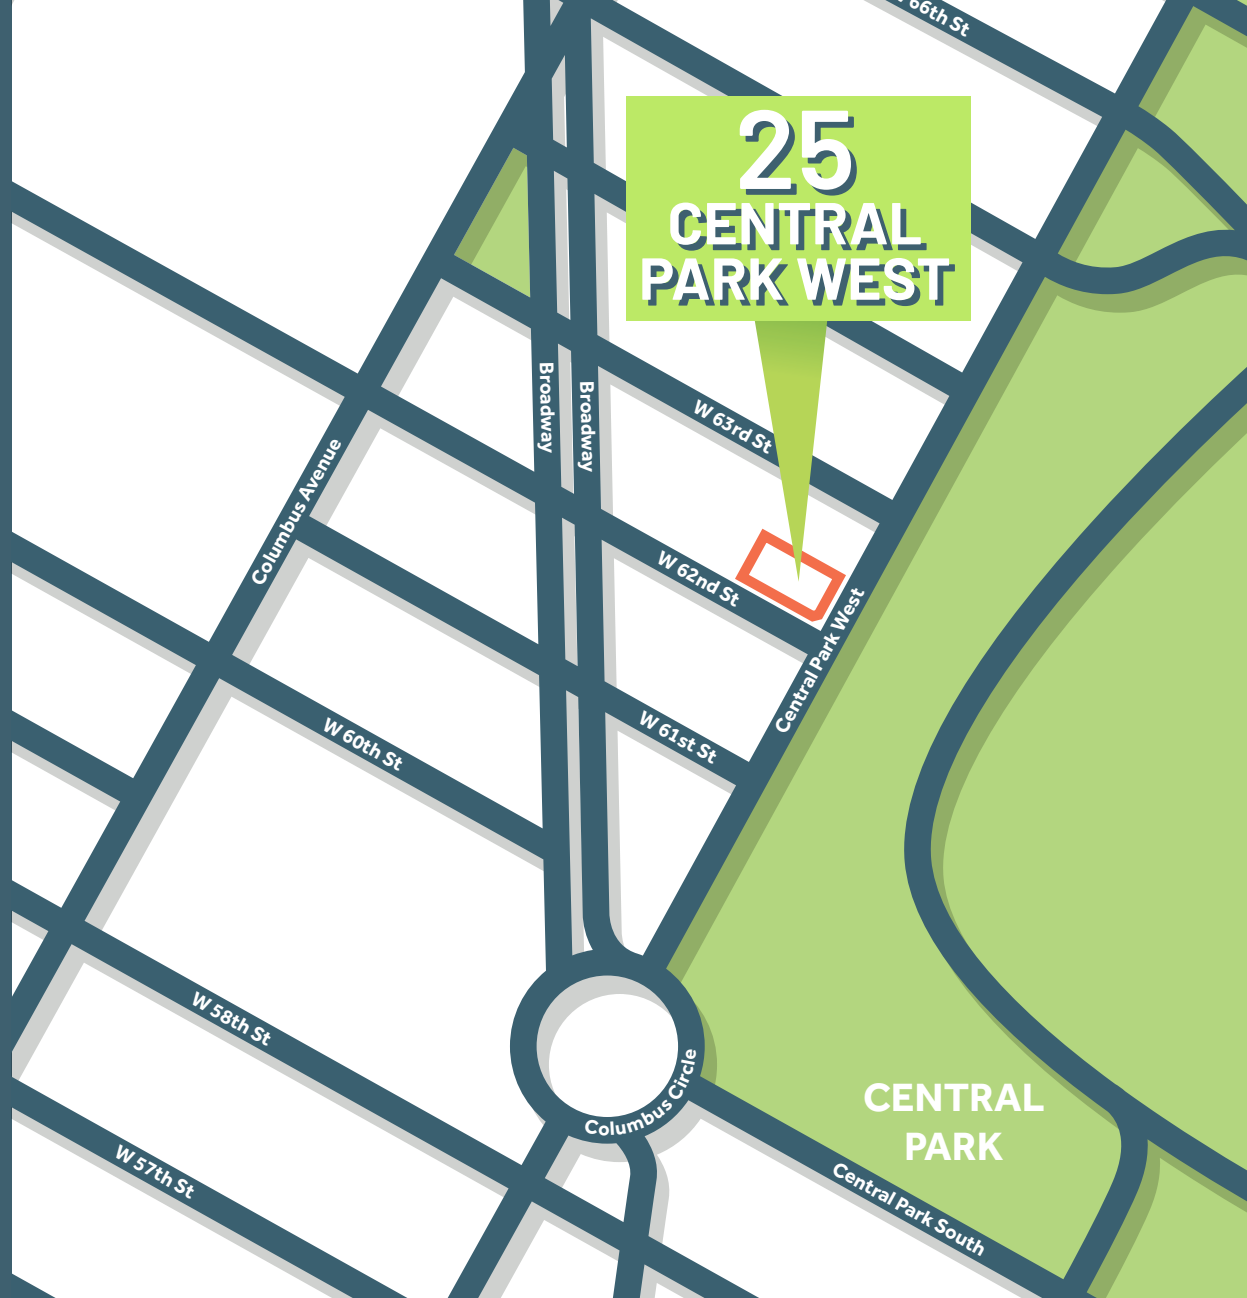 66th St
25
CENTRAL
PARK WEST
Broadway
Broadway
W 63rd St
Columbus Avenue
W 62nd St
Central Park West
W 61st St
W 60th St
W 58th St
Columbus Circle
CENTRAL
PARK
W 57th St
Central Park South